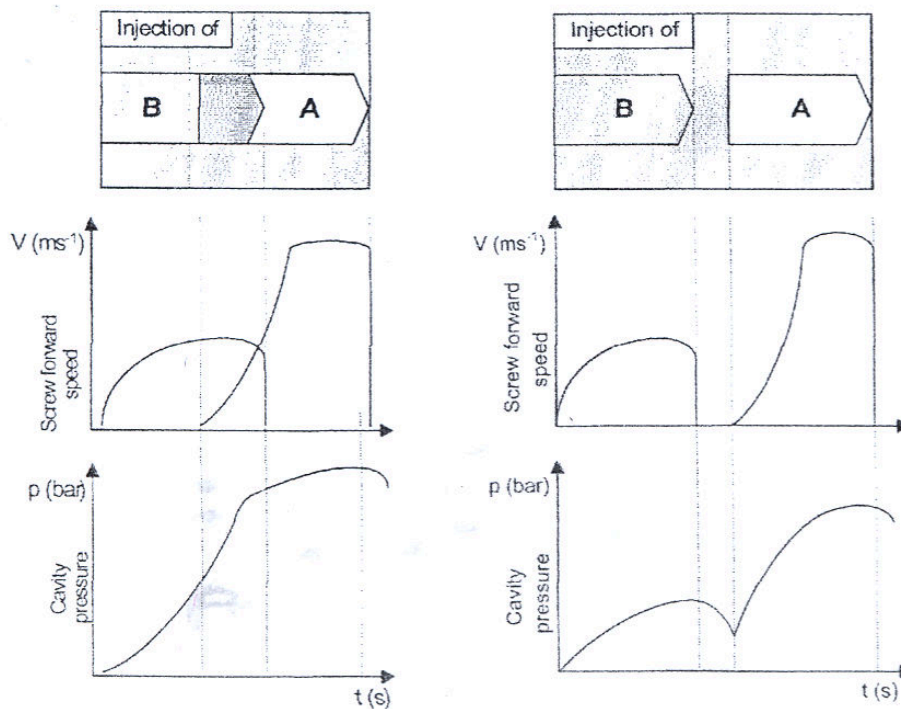 Injection of
B
A
V (ms⁻¹)
Screw forward
speed
p (bar)
Cavity
pressure
t (s)
Injection of
B
A
V (ms⁻¹)
Screw forward
speed
p (bar)
Cavity
pressure
t (s)